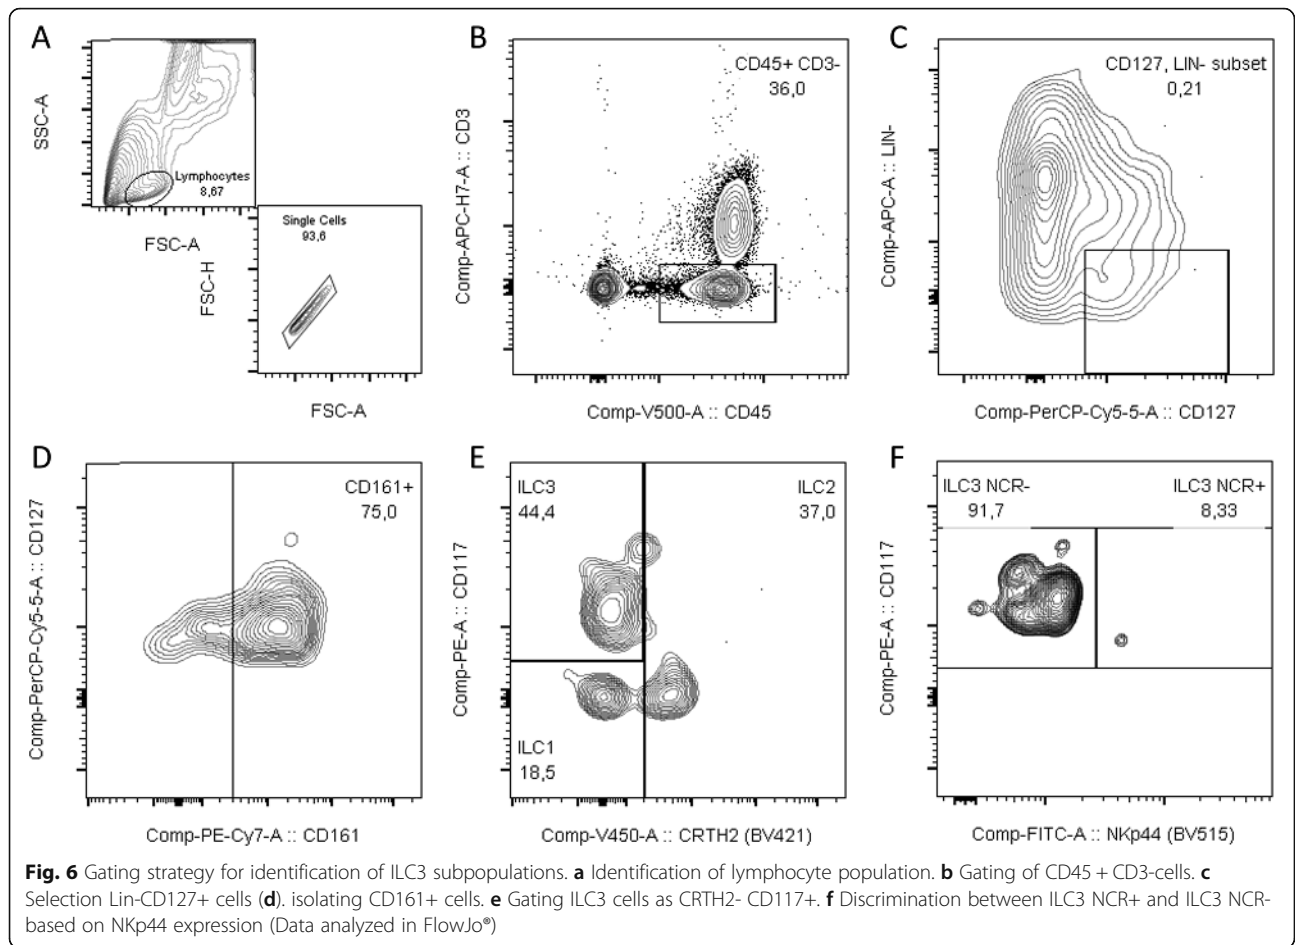 A
SSC-A
Lymphocytes
8,67
FSC-A
FSC-H
Single Cells
93,6
FSC-A
B
Comp-APC-H7-A :: CD3
CD45+ CD3-
36,0
Comp-V500-A :: CD45
C
Comp-APC-A :: LIN-
CD127, LIN- subset
0,21
Comp-PerCP-Cy5-5-A :: CD127
D
Comp-PerCP-Cy5-5-A :: CD127
CD161+
75,0
Comp-PE-Cy7-A :: CD161
E
Comp-PE-A :: CD117
ILC3
44,4
ILC2
37,0
ILC1
18,5
Comp-V450-A :: CRTH2 (BV421)
F
Comp-PE-A :: CD117
ILC3 NCR-
91,7
ILC3 NCR+
8,33
Comp-FITC-A :: NKp44 (BV515)
Fig. 6 Gating strategy for identification of ILC3 subpopulations. a Identification of lymphocyte population. b Gating of CD45 + CD3-cells. c
Selection Lin-CD127+ cells (d). isolating CD161+ cells. e Gating ILC3 cells as CRTH2- CD117+. f Discrimination between ILC3 NCR+ and ILC3 NCR-
based on NKp44 expression (Data analyzed in FlowJo®)